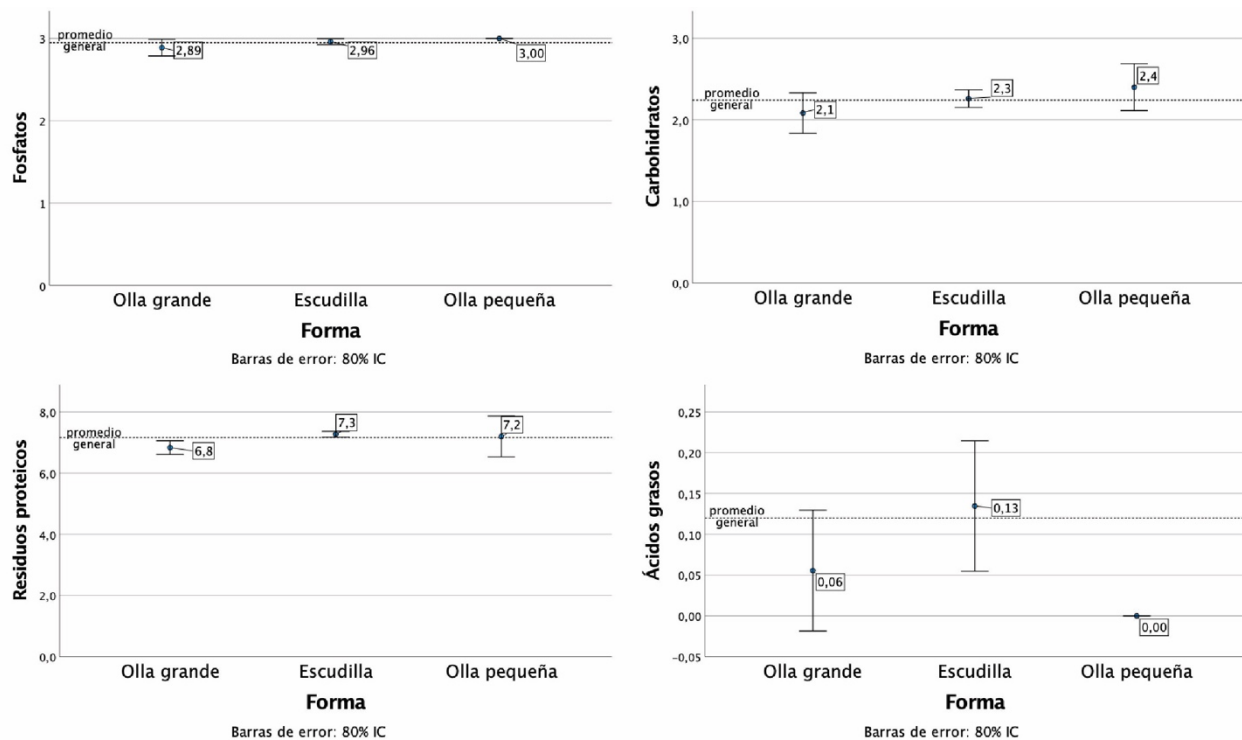 Fosfatos
promedio
general
3
2
1
0
2,89
2,96
3,00
Olla grande
Escudilla
Olla pequeña
Forma
Barras de error: 80% IC
Carbohidratos
promedio
general
3,0
2,0
1,0
0,0
2,1
2,3
2,4
Olla grande
Escudilla
Olla pequeña
Forma
Barras de error: 80% IC
Residuos proteicos
promedio
general
8,0
6,0
4,0
2,0
0,0
6,8
7,3
7,2
Olla grande
Escudilla
Olla pequeña
Forma
Barras de error: 80% IC
Ácidos grasos
promedio
general
0,25
0,20
0,15
0,10
0,05
0,00
-0,05
0,06
0,13
0,00
Olla grande
Escudilla
Olla pequeña
Forma
Barras de error: 80% IC